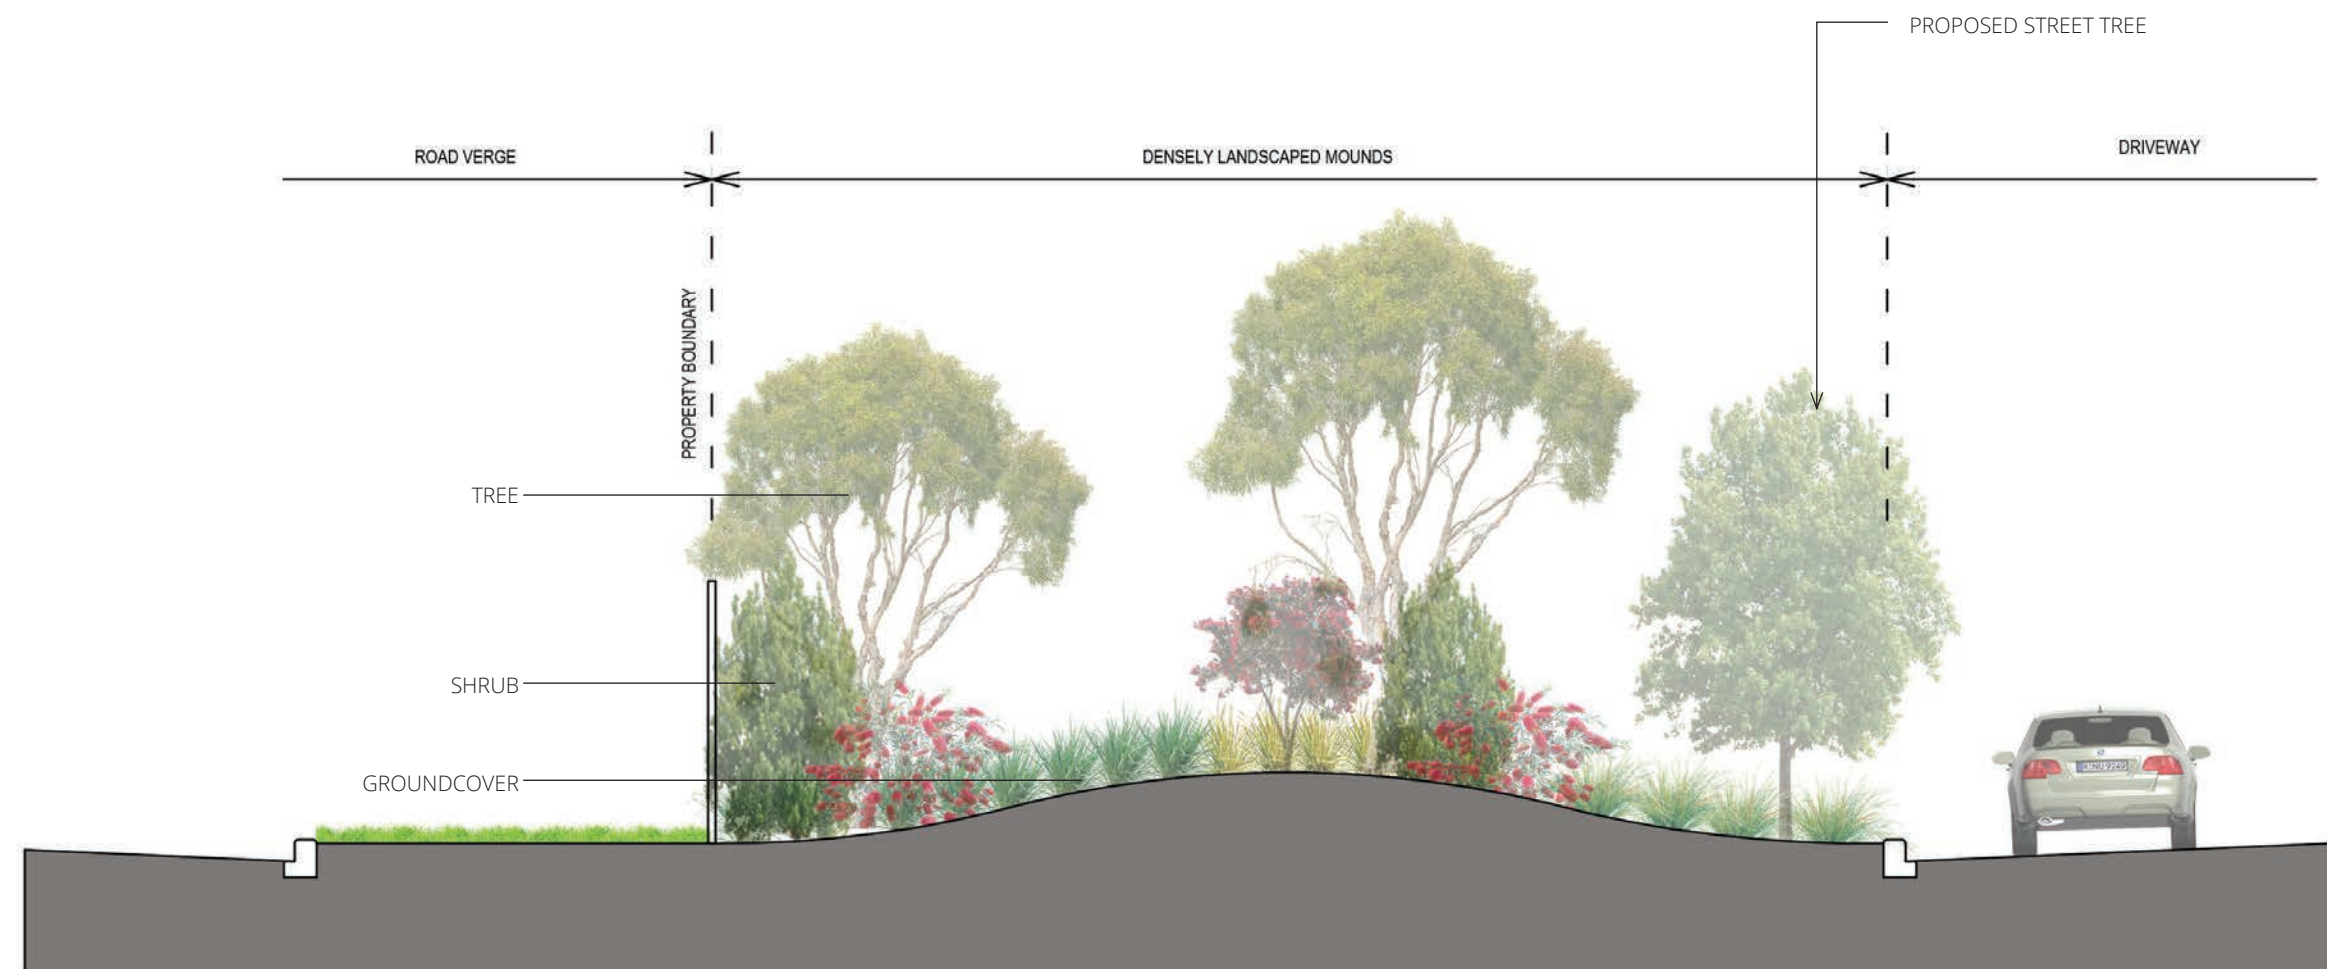 PROPOSED STREET TREE
ROAD VERGE
DENSELY LANDSCAPED MOUNDS
DRIVEWAY
PROPERTY BOUNDARY
TREE
SHRUB
GROUNDCOVER